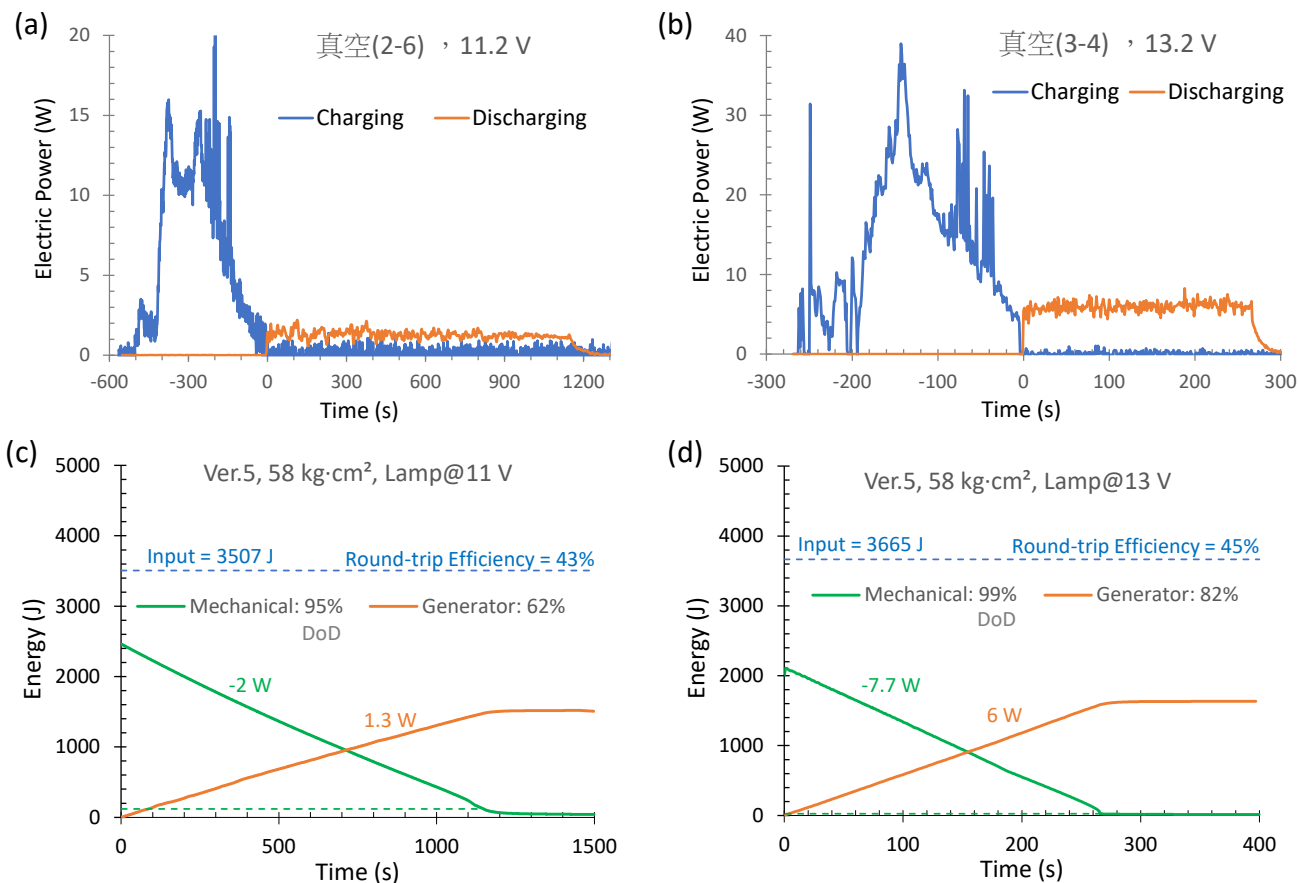 (a)
真空(2-6) ，11.2 V
Charging
Discharging
Electric Power (W)
20
15
10
5
0
-600
-300
0
300
600
900
1200
Time (s)
(b)
真空(3-4) ，13.2 V
Charging
Discharging
Electric Power (W)
40
30
20
10
0
-300
-200
-100
0
100
200
300
Time (s)
(c)
Ver.5, 58 kg·cm², Lamp@11 V
Input = 3507 J
Round-trip Efficiency = 43%
Mechanical: 95%
DoD
Generator: 62%
-2 W
1.3 W
Energy (J)
5000
4000
3000
2000
1000
0
0
500
1000
1500
Time (s)
(d)
Ver.5, 58 kg·cm², Lamp@13 V
Input = 3665 J
Round-trip Efficiency = 45%
Mechanical: 99%
DoD
Generator: 82%
-7.7 W
6 W
Energy (J)
5000
4000
3000
2000
1000
0
0
100
200
300
400
Time (s)